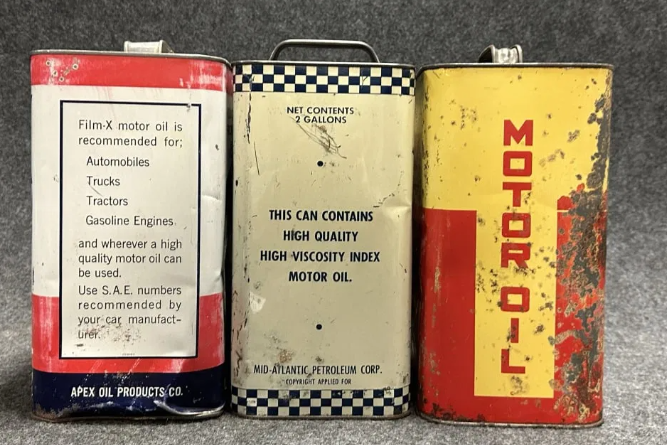 Film-X motor oil is
recommended for;
Automobiles
Trucks
Tractors
Gasoline Engines
and wherever a high
quality motor oil can
be used.
Use S.A.E. numbers
recommended by
your car manufact-
urer.
APEX OIL PRODUCTS CO.
NET CONTENTS
2 GALLONS
THIS CAN CONTAINS
HIGH QUALITY
HIGH VISCOSITY INDEX
MOTOR OIL.
MID-ATLANTIC PETROLEUM CORP.
COPYRIGHT APPLIED FOR
MOTOR OIL